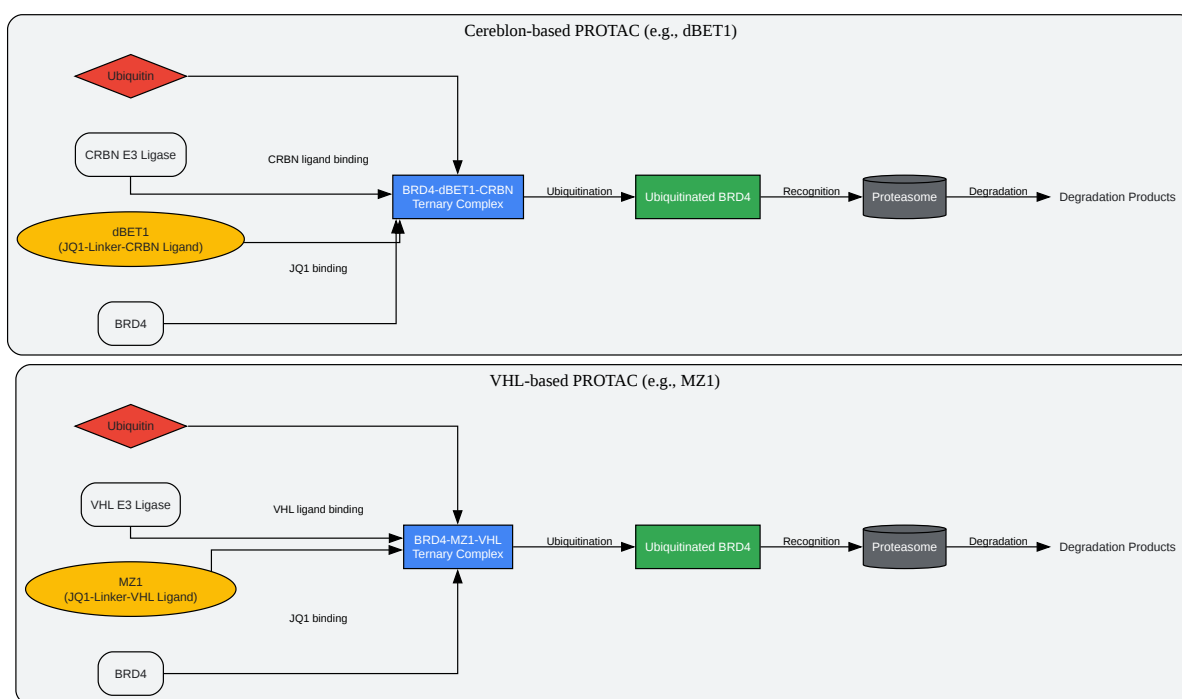 Cereblon-based PROTAC (e.g., dBET1)
Ubiquitin
CRBN E3 Ligase
CRBN ligand binding
BRD4-dBET1-CRBN
Ternary Complex
Ubiquitination
Ubiquitinated BRD4
Recognition
Proteasome
Degradation
Degradation Products
dBET1
(JQ1-Linker-CRBN Ligand)
JQ1 binding
BRD4
VHL-based PROTAC (e.g., MZ1)
Ubiquitin
VHL E3 Ligase
VHL ligand binding
BRD4-MZ1-VHL
Ternary Complex
Ubiquitination
Ubiquitinated BRD4
Recognition
Proteasome
Degradation
Degradation Products
MZ1
(JQ1-Linker-VHL Ligand)
JQ1 binding
BRD4